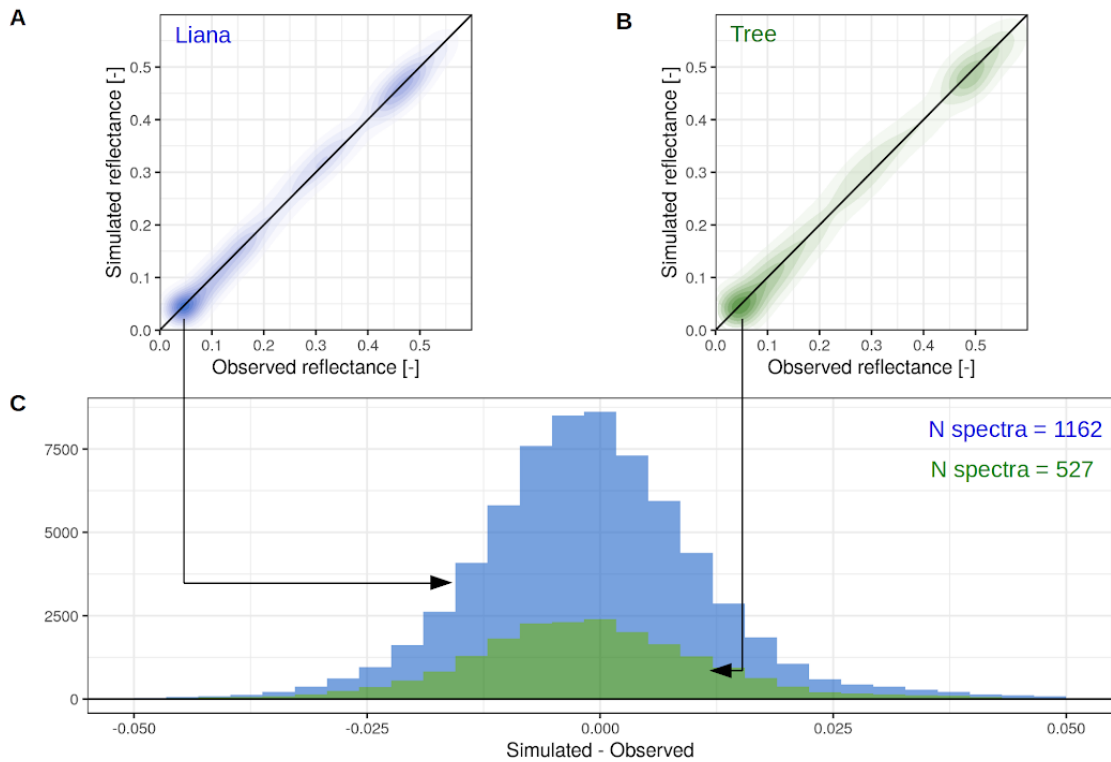 A
Liana
Simulated reflectance [-]
0.5
0.4
0.3
0.2
0.1
0.0
0.0 0.1 0.2 0.3 0.4 0.5
Observed reflectance [-]
B
Tree
Simulated reflectance [-]
0.5
0.4
0.3
0.2
0.1
0.0
0.0 0.1 0.2 0.3 0.4 0.5
Observed reflectance [-]
C
N spectra = 1162
N spectra = 527
7500
5000
2500
0
-0.050 -0.025 0.000 0.025 0.050
Simulated - Observed